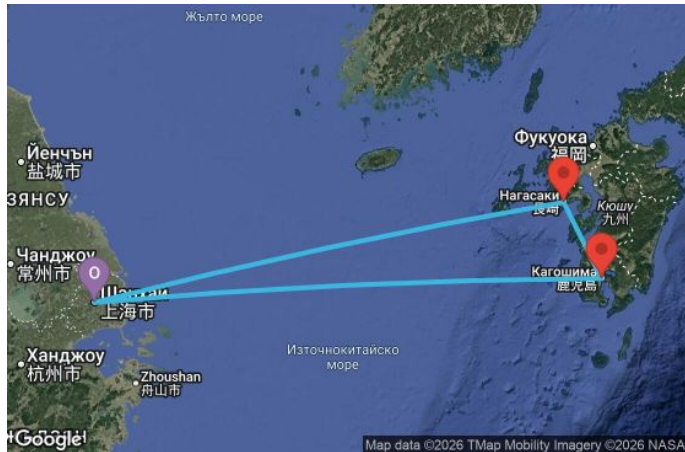 Жълто море
Фукуока
福岡
Йенчън
盐城市
Нагасаки
長崎
Кюшу
九州
ЗЯНСУ
Чанджоу
常州市
O
Шанхай
上海市
Кагошима
鹿児島
Източнокитайско
море
Ханджоу
杭州市
Zhoushan
舟山市
Google
Map data ©2026 TMap Mobility Imagery ©2026 NASA